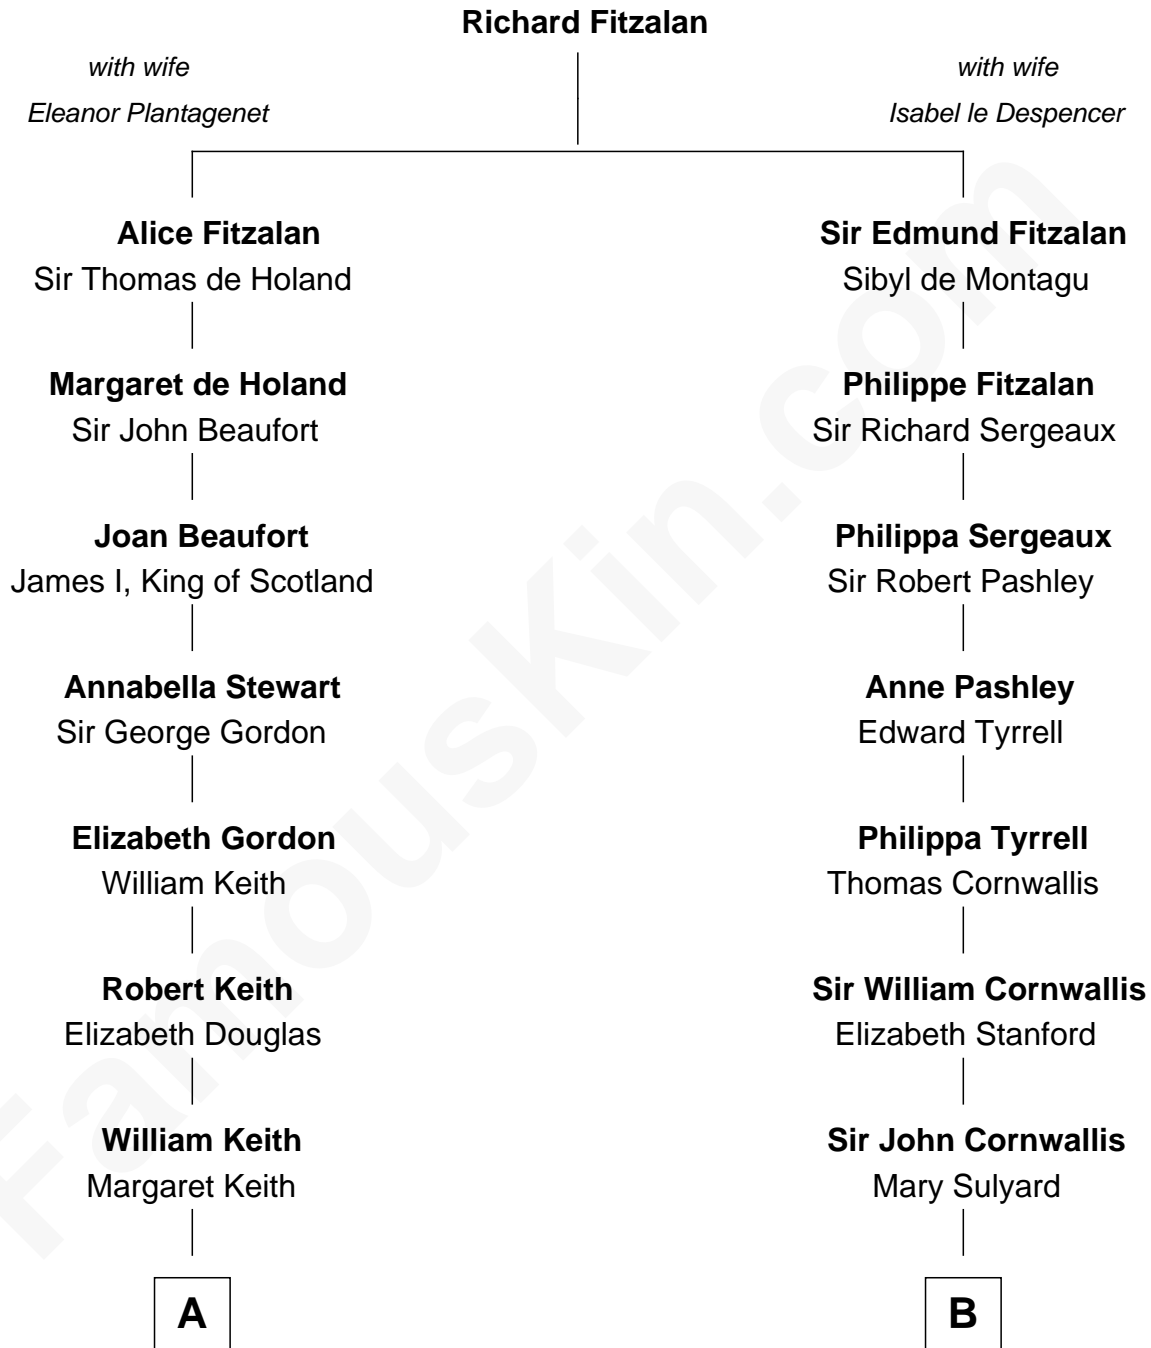 Richard Fitzalan
with wife
Eleanor Plantagenet
with wife
Isabel le Despencer
Alice Fitzalan
Sir Thomas de Holand
Margaret de Holand
Sir John Beaufort
Joan Beaufort
James I, King of Scotland
Annabella Stewart
Sir George Gordon
Elizabeth Gordon
William Keith
Robert Keith
Elizabeth Douglas
William Keith
Margaret Keith
A
Sir Edmund Fitzalan
Sibyl de Montagu
Philippe Fitzalan
Sir Richard Sergeaux
Philippa Sergeaux
Sir Robert Pashley
Anne Pashley
Edward Tyrrell
Philippa Tyrrell
Thomas Cornwallis
Sir William Cornwallis
Elizabeth Stanford
Sir John Cornwallis
Mary Sulyard
B
FamousKin.com